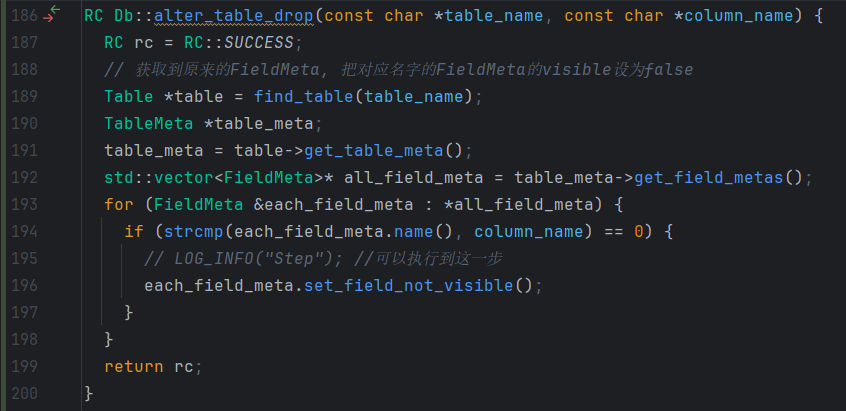 186 RC Db::alter_table_drop(const char *table_name, const char *column_name) {
187 RC rc = RC::SUCCESS;
188 // 获取到原来的FieldMeta, 把对应名字的FieldMeta的visible设为false
189 Table *table = find_table(table_name);
190 TableMeta *table_meta;
191 table_meta = table->get_table_meta();
192 std::vector<FieldMeta>* all_field_meta = table_meta->get_field_metas();
193 for (FieldMeta &each_field_meta : *all_field_meta) {
194 if (strcmp(each_field_meta.name(), column_name) == 0) {
195 // LOG_INFO("Step"); //可以执行到这一步
196 each_field_meta.set_field_not_visible();
197 }
198 }
199 return rc;
200 }